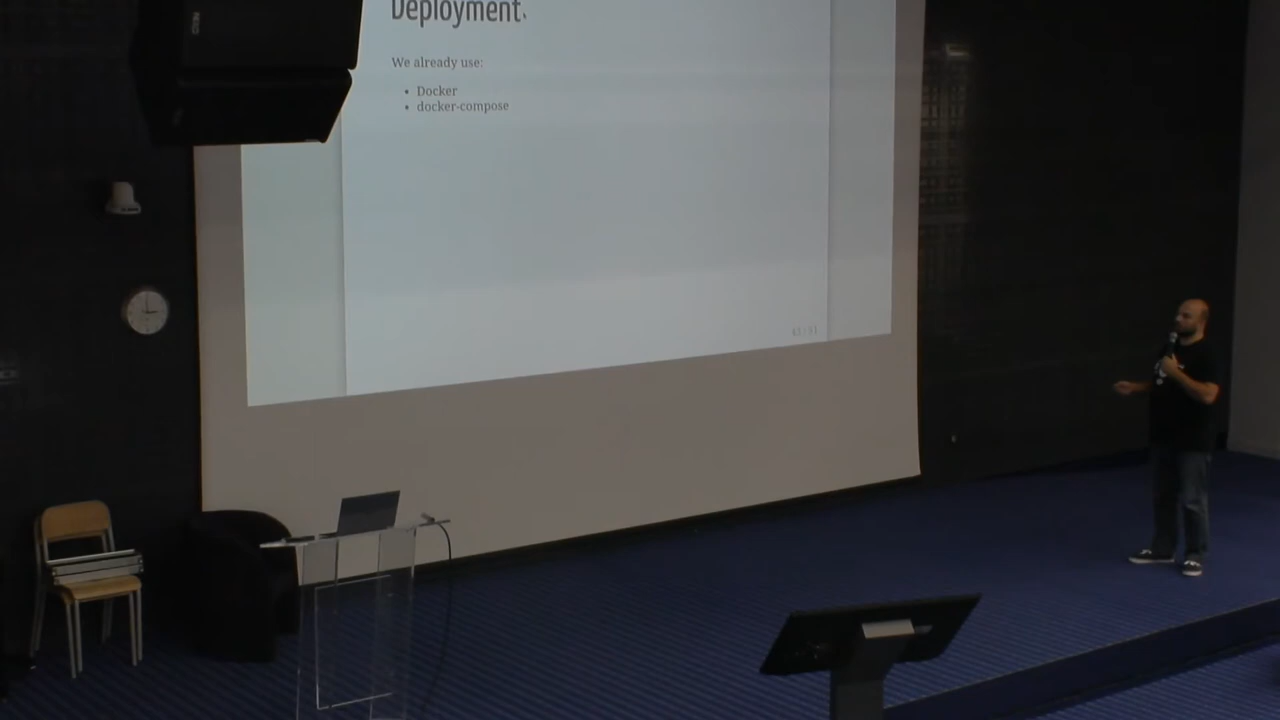 Deployment.
We already use:
• Docker
• docker-compose